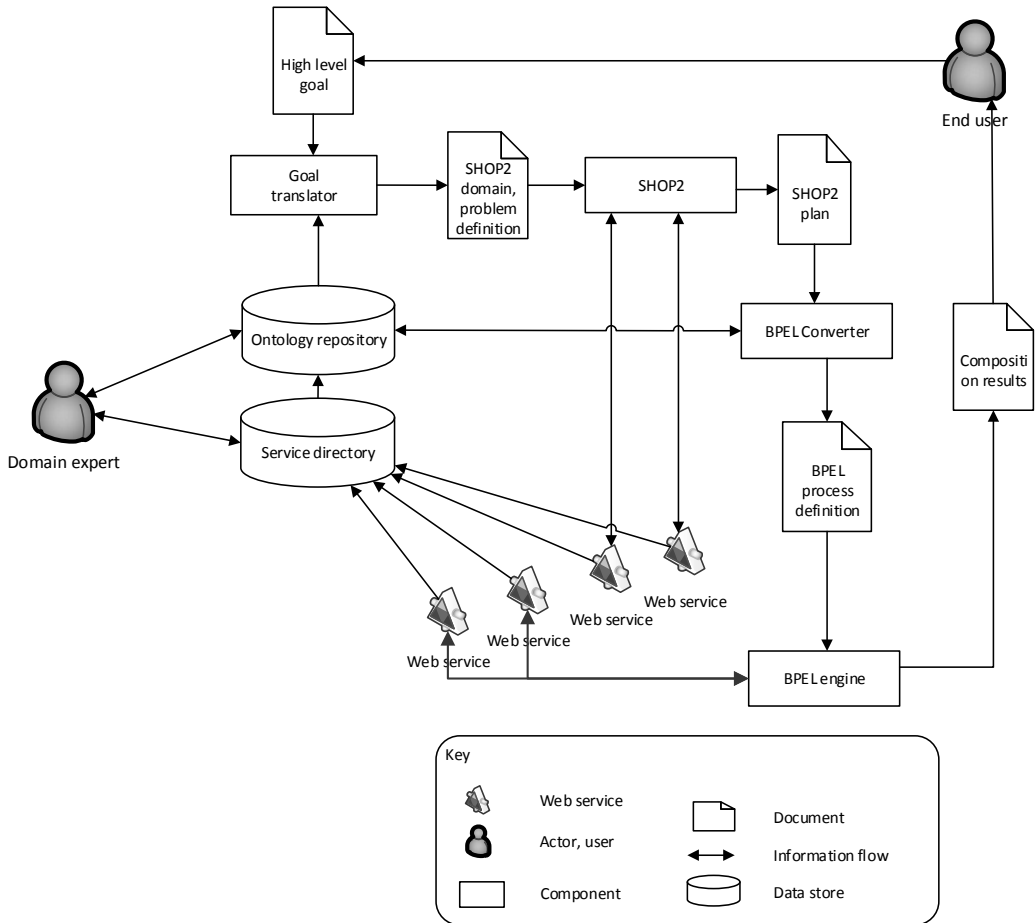 High level
goal
End user
Goal
translator
SHOP2
domain,
problem
definition
SHOP2
SHOP2
plan
Ontology repository
BPEL Converter
Compositi
on results
Domain expert
Service directory
BPEL
process
definition
Web service
Web service
Web service
Web service
BPEL engine
Key
Web service
Document
Actor, user
Information flow
Component
Data store